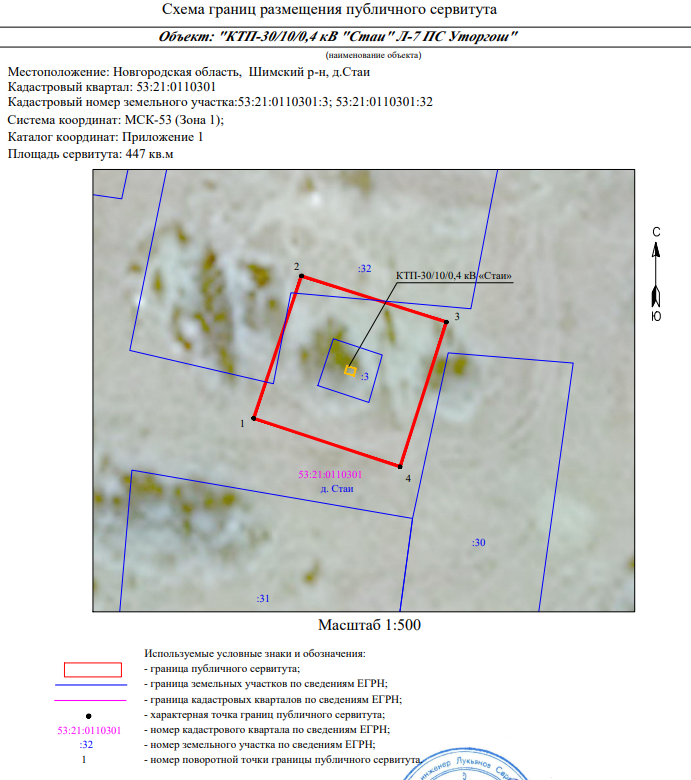 Схема границ размещения публичного сервитута
Объект: "КТП-30/10/0,4 кВ "Стаи" Л-7 ПС Уторгош"
(наименование объекта)
Местоположение: Новгородская область, Шимский р-н, д.Стаи
Кадастровый квартал: 53:21:0110301
Кадастровый номер земельного участка:53:21:0110301:3; 53:21:0110301:32
Система координат: МСК-53 (Зона 1);
Каталог координат: Приложение 1
Площадь сервитута: 447 кв.м
С
Ю
2
:32
КТП-30/10/0,4 кВ «Стаи»
3
:3
1
53:21:0110301
4
д. Стаи
:30
:31
Масштаб 1:500
Используемые условные знаки и обозначения:
- граница публичного сервитута;
- граница земельных участков по сведениям ЕГРН;
- граница кадастровых кварталов по сведениям ЕГРН;
- характерная точка границ публичного сервитута;
53:21:0110301 - номер кадастрового квартала по сведениям ЕГРН;
:32 - номер земельного участка по сведениям ЕГРН;
1 - номер поворотной точки границы публичного сервитута
инженер Лукьянов